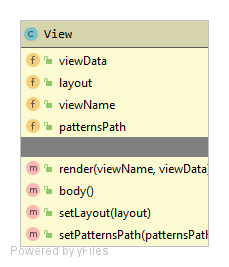 C View
f viewData
f layout
f viewName
f patternsPath
m render(viewName, viewData)
m body()
m setLayout(layout)
m setPatternsPath(patternsPath
Powered by yFiles